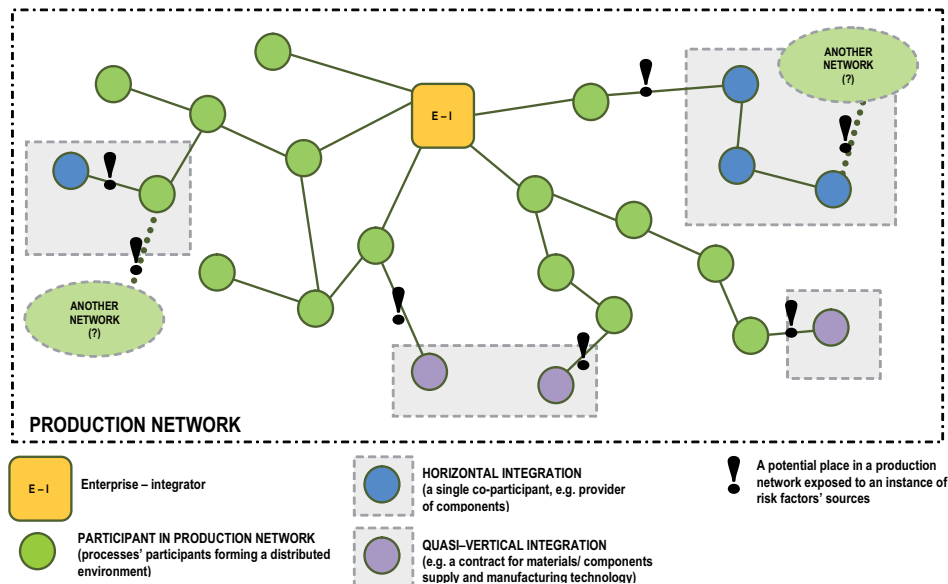 ANOTHER
NETWORK
(?)
E – I
ANOTHER
NETWORK
(?)
PRODUCTION NETWORK
E – I
Enterprise – integrator
PARTICIPANT IN PRODUCTION NETWORK
(processes' participants forming a distributed
environment)
HORIZONTAL INTEGRATION
(a single co-participant, e.g. provider
of components)
QUASI–VERTICAL INTEGRATION
(e.g. a contract for materials/ components
supply and manufacturing technology)
A potential place in a production
network exposed to an instance of
risk factors' sources